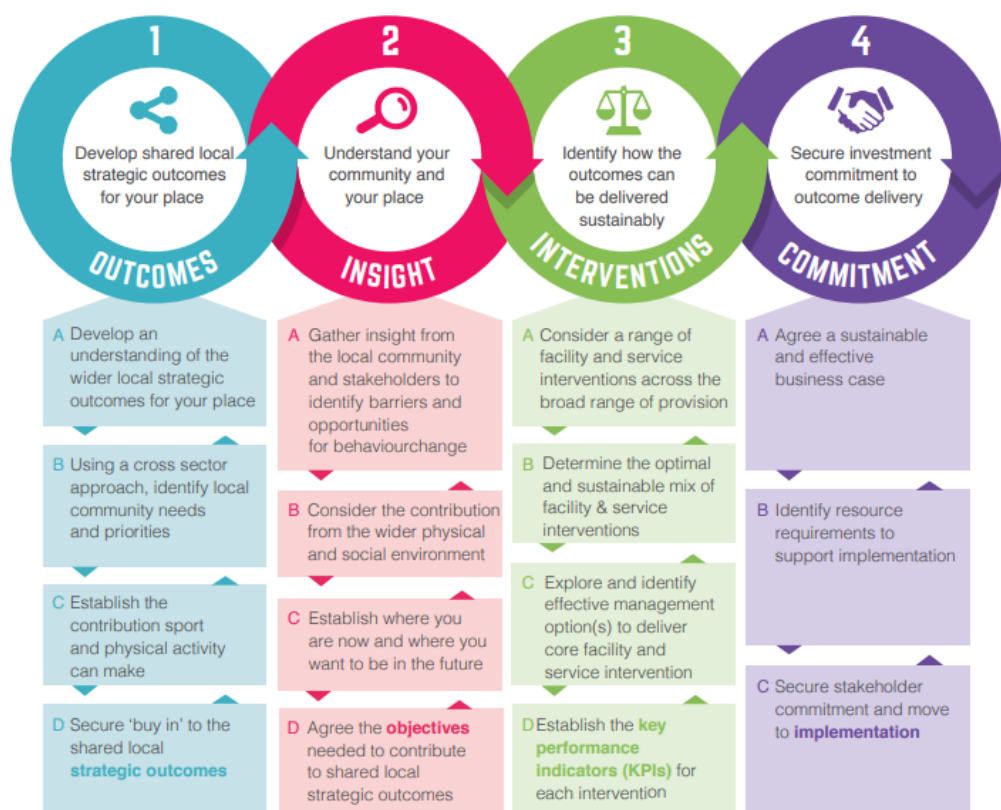 1
Develop shared local
strategic outcomes
for your place
OUTCOMES
A Develop an
understanding of the
wider local strategic
outcomes for your place
B Using a cross sector
approach, identify local
community needs
and priorities
C Establish the
contribution sport
and physical activity
can make
D Secure ‘buy in’ to the
shared local
strategic outcomes
2
Understand your
community and
your place
INSIGHT
A Gather insight from
the local community
and stakeholders to
identify barriers and
opportunities
for behaviourchange
B Consider the contribution
from the wider physical
and social environment
C Establish where you
are now and where you
want to be in the future
D Agree the objectives
needed to contribute
to shared local
strategic outcomes
3
Identify how the
outcomes can
be delivered
sustainably
INTERVENTIONS
A Consider a range of
facility and service
interventions across the
broad range of provision
B Determine the optimal
and sustainable mix of
facility & service
interventions
C Explore and identify
effective management
option(s) to deliver
core facility and
service intervention
D Establish the key
performance
indicators (KPIs) for
each intervention
4
Secure investment
commitment to
outcome delivery
COMMITMENT
A Agree a sustainable
and effective
business case
B Identify resource
requirements to
support implementation
C Secure stakeholder
commitment and move
to implementation